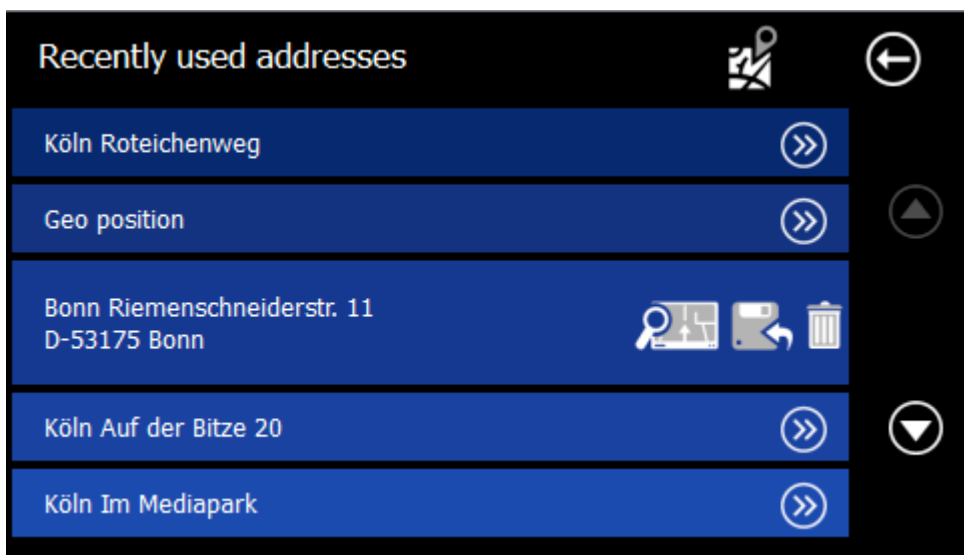 Recently used addresses
Köln Roteichenweg
Geo position
Bonn Riemenschneiderstr. 11
D-53175 Bonn
Köln Auf der Bitze 20
Köln Im Mediapark